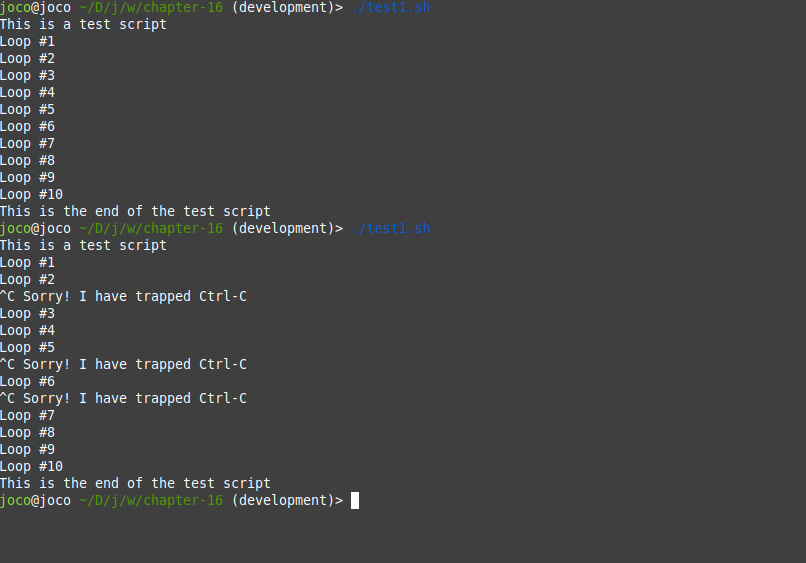 joco@joco ~/D/j/w/chapter-16 (development)> ./test1.sh
This is a test script
Loop #1
Loop #2
Loop #3
Loop #4
Loop #5
Loop #6
Loop #7
Loop #8
Loop #9
Loop #10
This is the end of the test script
joco@joco ~/D/j/w/chapter-16 (development)> ./test1.sh
This is a test script
Loop #1
Loop #2
^C Sorry! I have trapped Ctrl-C
Loop #3
Loop #4
Loop #5
^C Sorry! I have trapped Ctrl-C
Loop #6
^C Sorry! I have trapped Ctrl-C
Loop #7
Loop #8
Loop #9
Loop #10
This is the end of the test script
joco@joco ~/D/j/w/chapter-16 (development)>